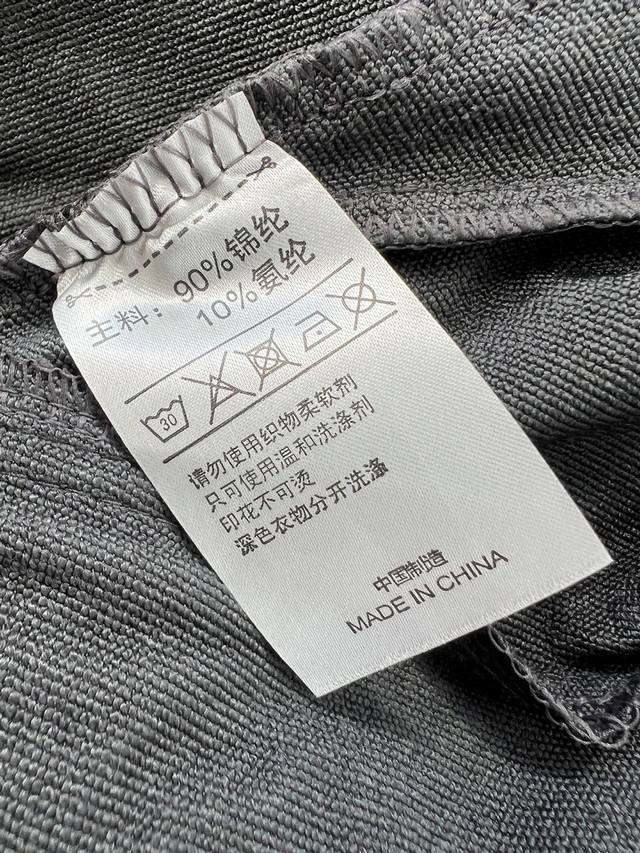 主料：90%锦纶
10%氨纶
30
请勿使用织物柔软剂
只可使用温和洗涤剂
印花不可烫
深色衣物分开洗涤
中国制造
MADE IN CHINA